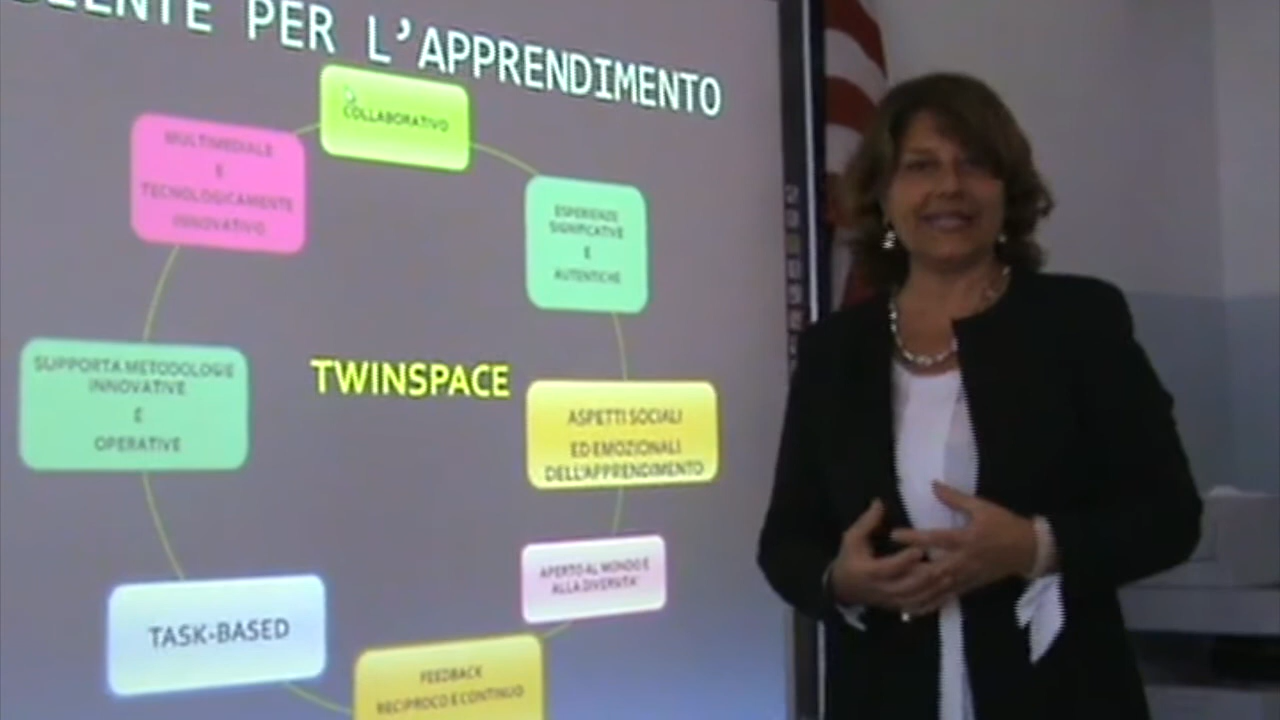 PER L'APPRENDIMENTO
COLLABORATIVO
MULTIMEDIALE
E
TECNOLOGICAMENTE
INNOVATIVO
ESPERIENZE
SIGNIFICATIVE
E
AUTENTICHE
SUPPORTA METODOLOGIE
INNOVATIVE
E
OPERATIVE
TWINSPACE
ASPETTI SOCIALI
ED EMOZIONALI
DELL'APPRENDIMENTO
APERTO AL MONDO E
ALLA DIVERSITA'
TASK-BASED
FEEDBACK
RECIPROCO E CONTINUO